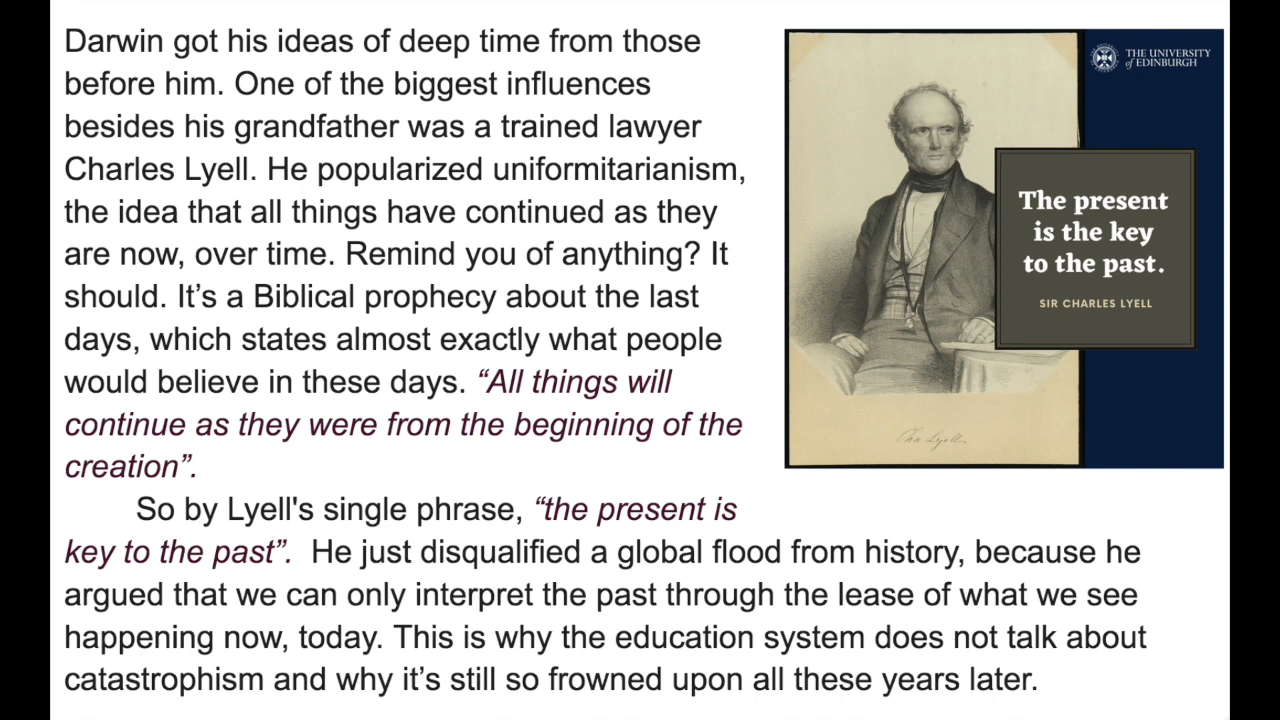 Darwin got his ideas of deep time from those
before him. One of the biggest influences
besides his grandfather was a trained lawyer
Charles Lyell. He popularized uniformitarianism,
the idea that all things have continued as they
are now, over time. Remind you of anything? It
should. It’s a Biblical prophecy about the last
days, which states almost exactly what people
would believe in these days. “All things will
continue as they were from the beginning of the
creation”.
So by Lyell's single phrase, “the present is
key to the past”. He just disqualified a global flood from history, because he
argued that we can only interpret the past through the lease of what we see
happening now, today. This is why the education system does not talk about
catastrophism and why it’s still so frowned upon all these years later.
THE UNIVERSITY
of EDINBURGH
The present
is the key
to the past.
SIR CHARLES LYELL
Cha Lyell